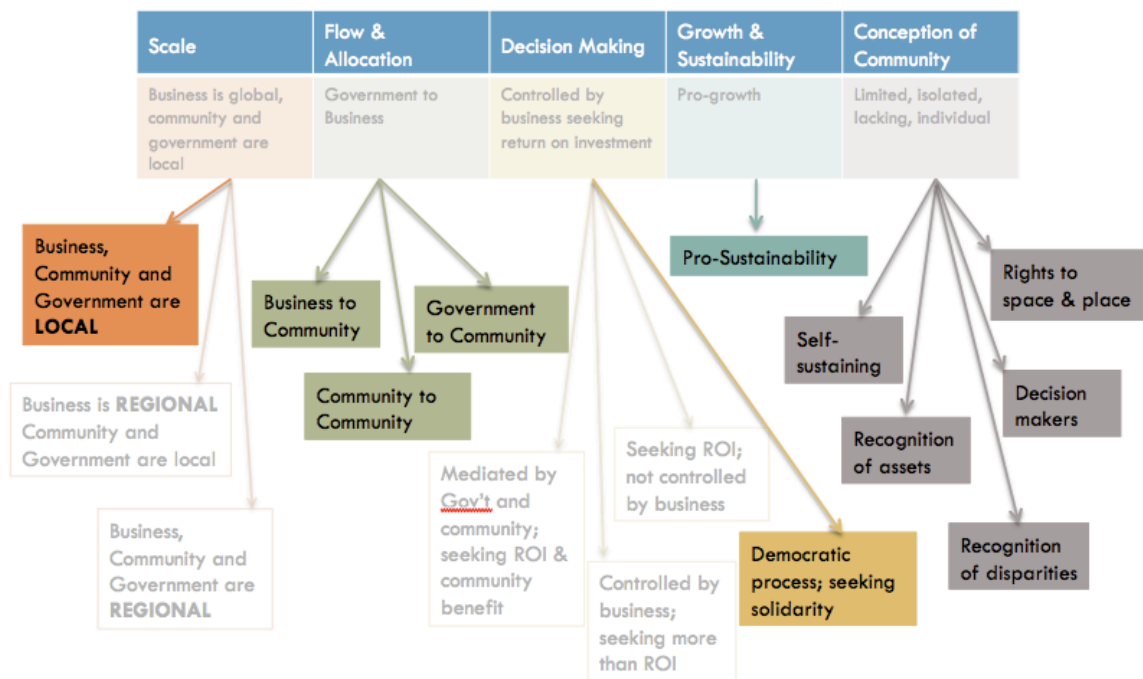 Scale
Flow &
Allocation
Decision Making
Growth &
Sustainability
Conception of
Community
Business is global,
community and
government are
local
Government to
Business
Controlled by
business seeking
return on investment
Pro-growth
Limited, isolated,
lacking, individual
Business,
Community and
Government are
LOCAL
Business is REGIONAL
Community and
Government are local
Business,
Community and
Government are
REGIONAL
Business to
Community
Government
to Community
Community to
Community
Mediated by
Gov't and
community;
seeking ROI &
community
benefit
Seeking ROI;
not controlled
by business
Controlled by
business;
seeking more
than ROI
Democratic
process; seeking
solidarity
Pro-Sustainability
Self-
sustaining
Recognition
of assets
Rights to
space & place
Decision
makers
Recognition
of disparities